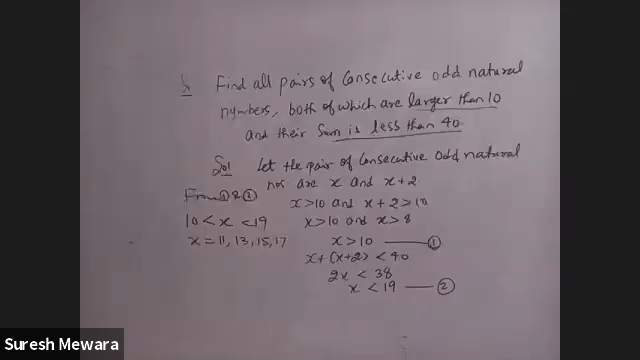 Q Find all pairs of Consecutive odd natural
numbers, both of which are larger than 10
and their Sum is less than 40
Sol Let the pair of Consecutive odd natural
nos are x and x+2
x>10 and x+2>10
x>10 and x>8
x>10 —— ①
x+(x+2) < 40
2x < 38
x < 19 —— ②
From ① & ②
10 < x < 19
x = 11, 13, 15, 17
Suresh Mewara